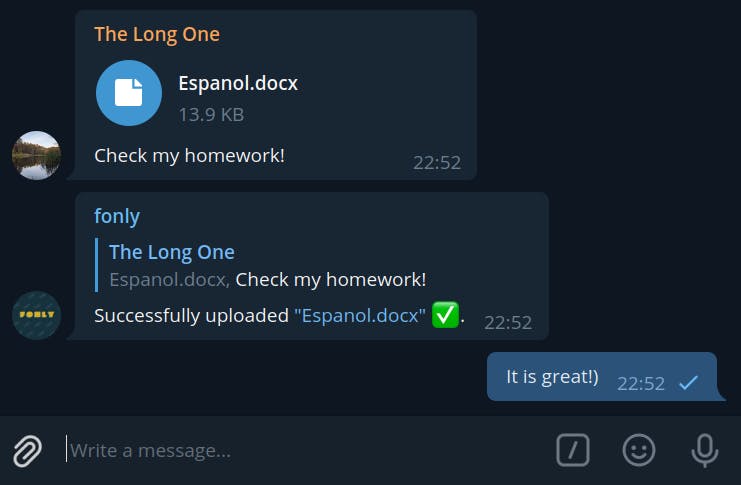 The Long One
Espanol.docx
13.9 KB
Check my homework!
22:52
fonly
The Long One
Espanol.docx, Check my homework!
FONLY
Successfully uploaded "Espanol.docx" ✅.
22:52
It is great!)
22:52
Write a message...